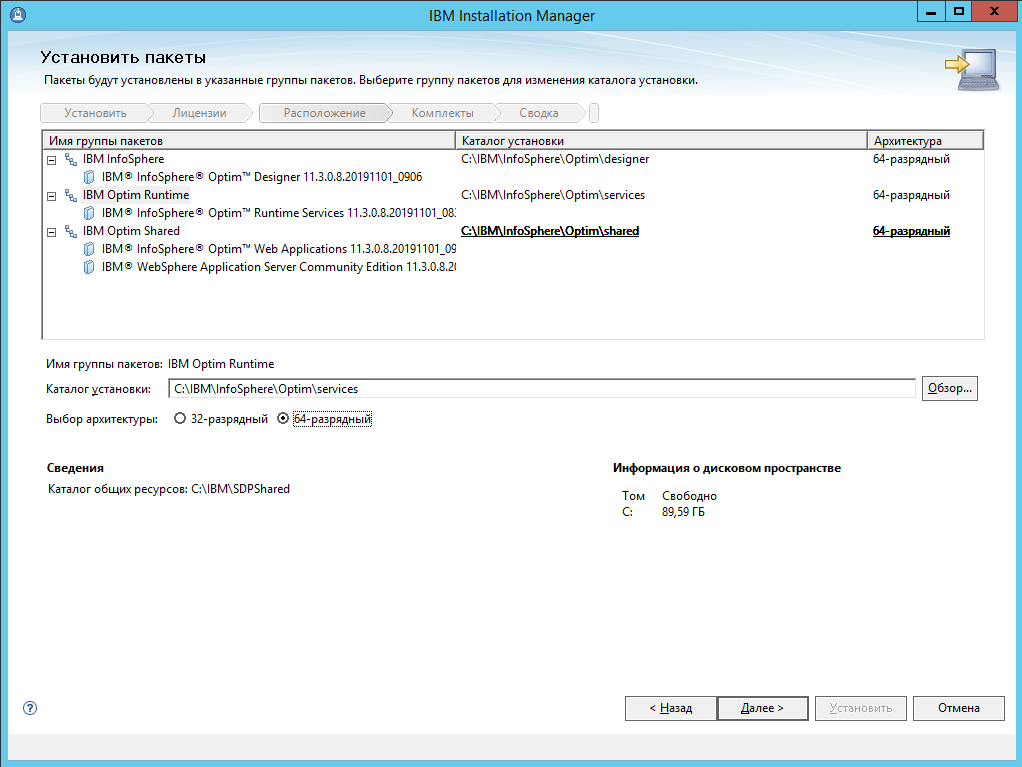 IBM Installation Manager
Установить пакеты
Пакеты будут установлены в указанные группы пакетов. Выберите группу пакетов для изменения каталога установки.
Установить Лицензии Расположение Комплекты Сводка
Имя группы пакетов Каталог установки Архитектура
IBM InfoSphere C:\IBM\InfoSphere\Optim\designer 64-разрядный
IBM® InfoSphere® Optim™ Designer 11.3.0.8.20191101_0906
IBM Optim Runtime C:\IBM\InfoSphere\Optim\services 64-разрядный
IBM® InfoSphere® Optim™ Runtime Services 11.3.0.8.20191101_083
IBM Optim Shared C:\IBM\InfoSphere\Optim\shared 64-разрядный
IBM® InfoSphere® Optim™ Web Applications 11.3.0.8.20191101_09
IBM® WebSphere Application Server Community Edition 11.3.0.8.20
Имя группы пакетов: IBM Optim Runtime
Каталог установки: C:\IBM\InfoSphere\Optim\services Обзор...
Выбор архитектуры: 32-разрядный 64-разрядный
Сведения Информация о дисковом пространстве
Каталог общих ресурсов: C:\IBM\SDPShared
Том Свободно
C: 89,59 ГБ
? < Назад Далее > Установить Отмена